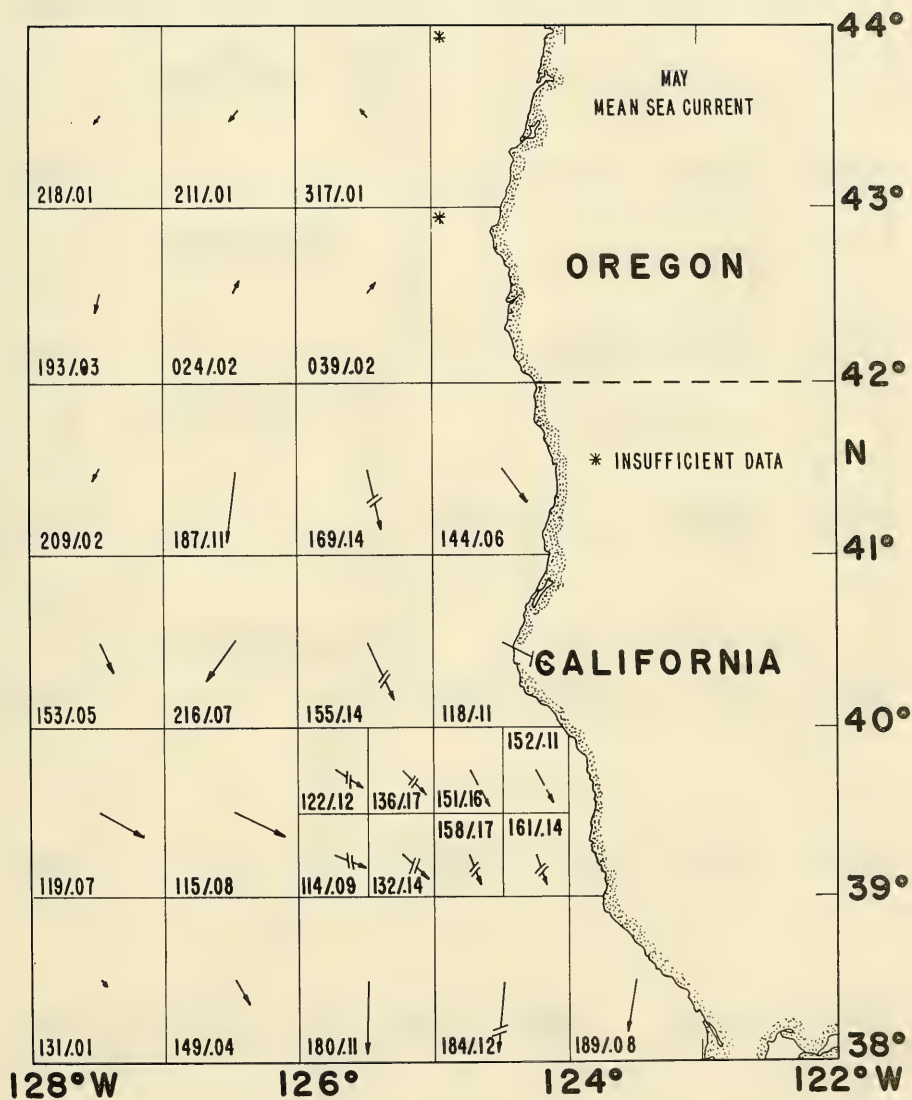 44°
*
MAY
MEAN SEA CURRENT
218/.01 211/.01 317/.01
43°
*
OREGON
193/.03 024/.02 039/.02
42°
N
* INSUFFICIENT DATA
209/.02 187/.11 169/.14 144/.06
41°
CALIFORNIA
153/.05 216/.07 155/.14 118/.11
40°
152/.11
122/.12 136/.17 151/.16
158/.17 161/.14
119/.07 115/.08 114/.09 132/.14
39°
131/.01 149/.04 180/.11 184/.12 189/.08
38°
128°W 126° 124° 122°W